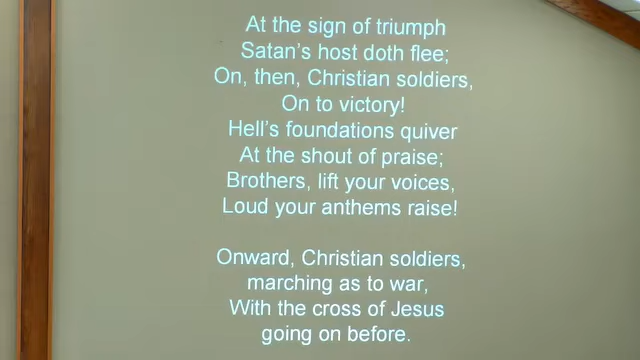 At the sign of triumph
Satan's host doth flee;
On, then, Christian soldiers,
On to victory!
Hell's foundations quiver
At the shout of praise;
Brothers, lift your voices,
Loud your anthems raise!
Onward, Christian soldiers,
marching as to war,
With the cross of Jesus
going on before.